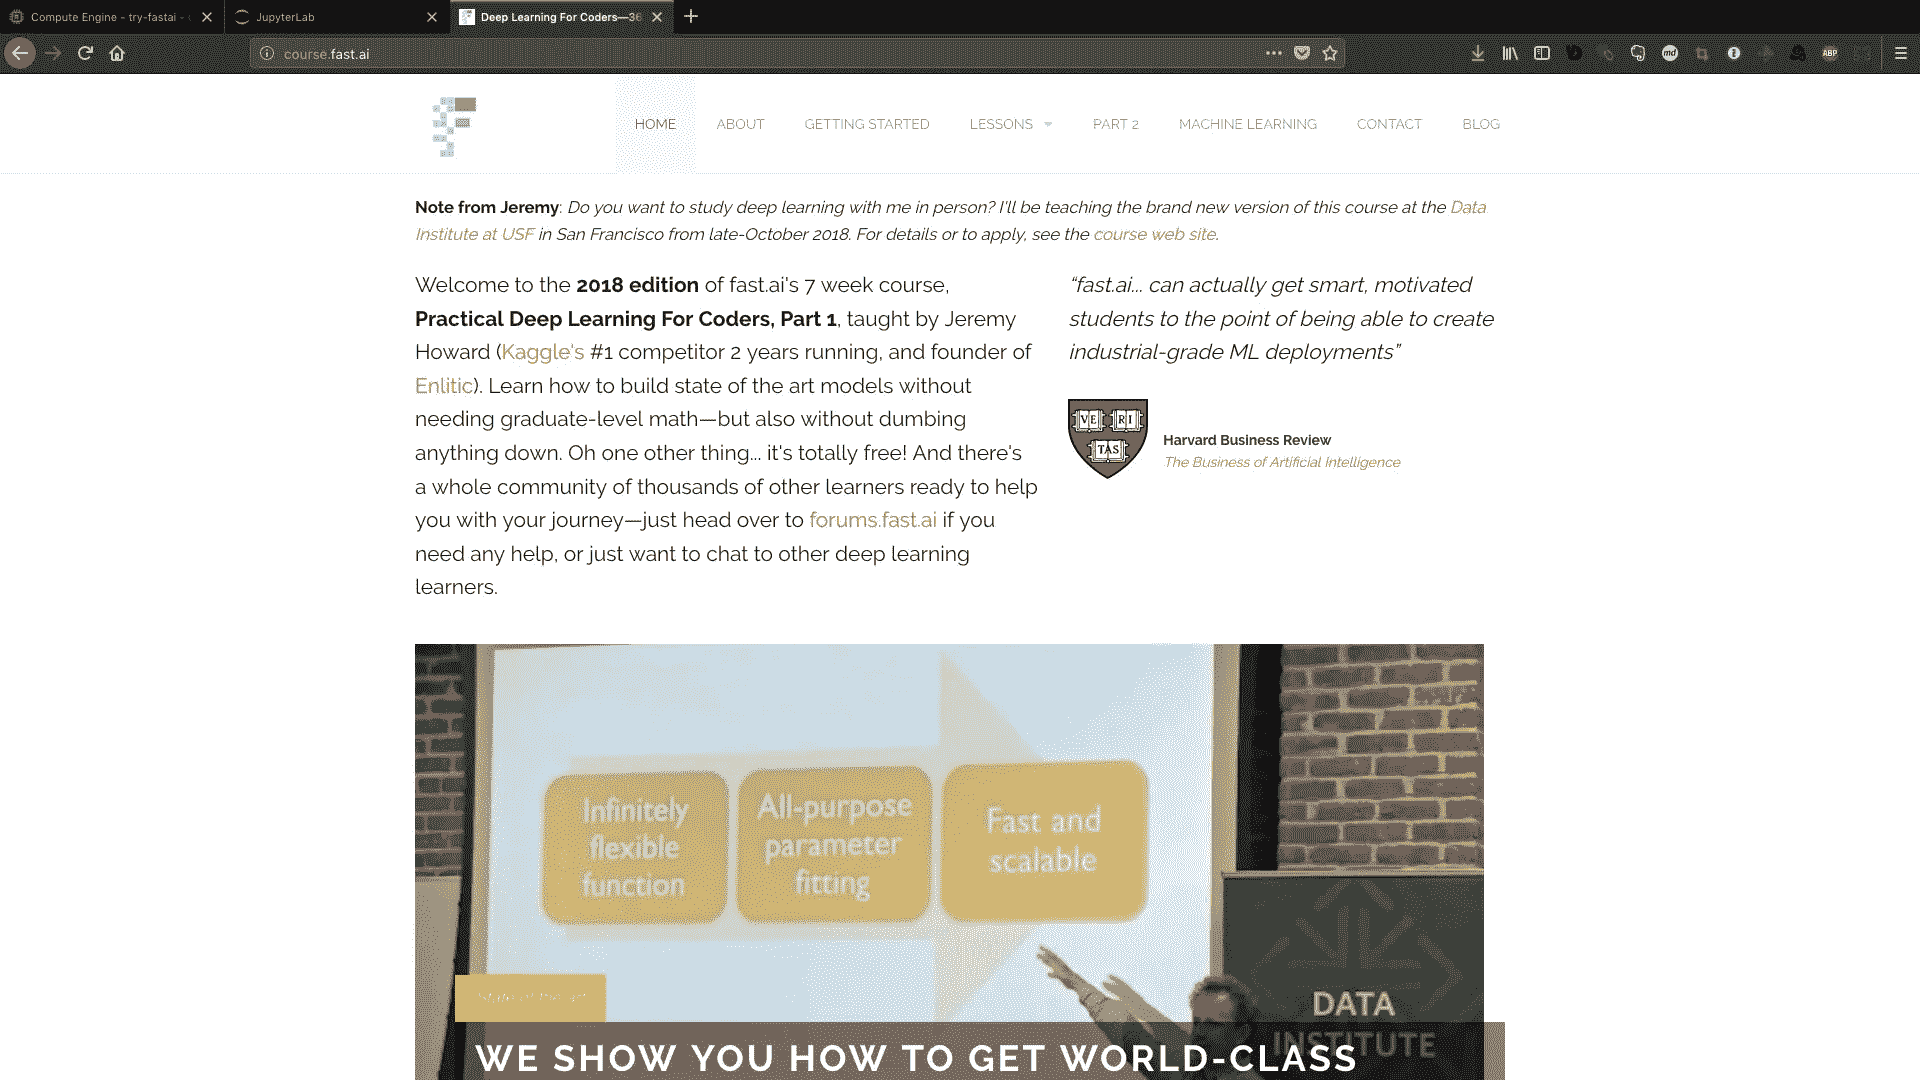 Compute Engine - try-fastai -
JupyterLab
Deep Learning For Coders—36
course.fast.ai
HOME
ABOUT
GETTING STARTED
LESSONS
PART 2
MACHINE LEARNING
CONTACT
BLOG
Note from Jeremy: Do you want to study deep learning with me in person? I'll be teaching the brand new version of this course at the Data
Institute at USF in San Francisco from late-October 2018. For details or to apply, see the course web site.
Welcome to the 2018 edition of fast.ai's 7 week course,
Practical Deep Learning For Coders, Part 1, taught by Jeremy
Howard (Kaggle's #1 competitor 2 years running, and founder of
Enlitic). Learn how to build state of the art models without
needing graduate-level math—but also without dumbing
anything down. Oh one other thing... it's totally free! And there's
a whole community of thousands of other learners ready to help
you with your journey—just head over to forums.fast.ai if you
need any help, or just want to chat to other deep learning
learners.
“fast.ai... can actually get smart, motivated
students to the point of being able to create
industrial-grade ML deployments”
VE RI
TAS
Harvard Business Review
The Business of Artificial Intelligence
Infinitely
flexible
function
All-purpose
parameter
fitting
Fast and
scalable
State of the art
DATA
INSTITUTE
WE SHOW YOU HOW TO GET WORLD-CLASS
md
ABP